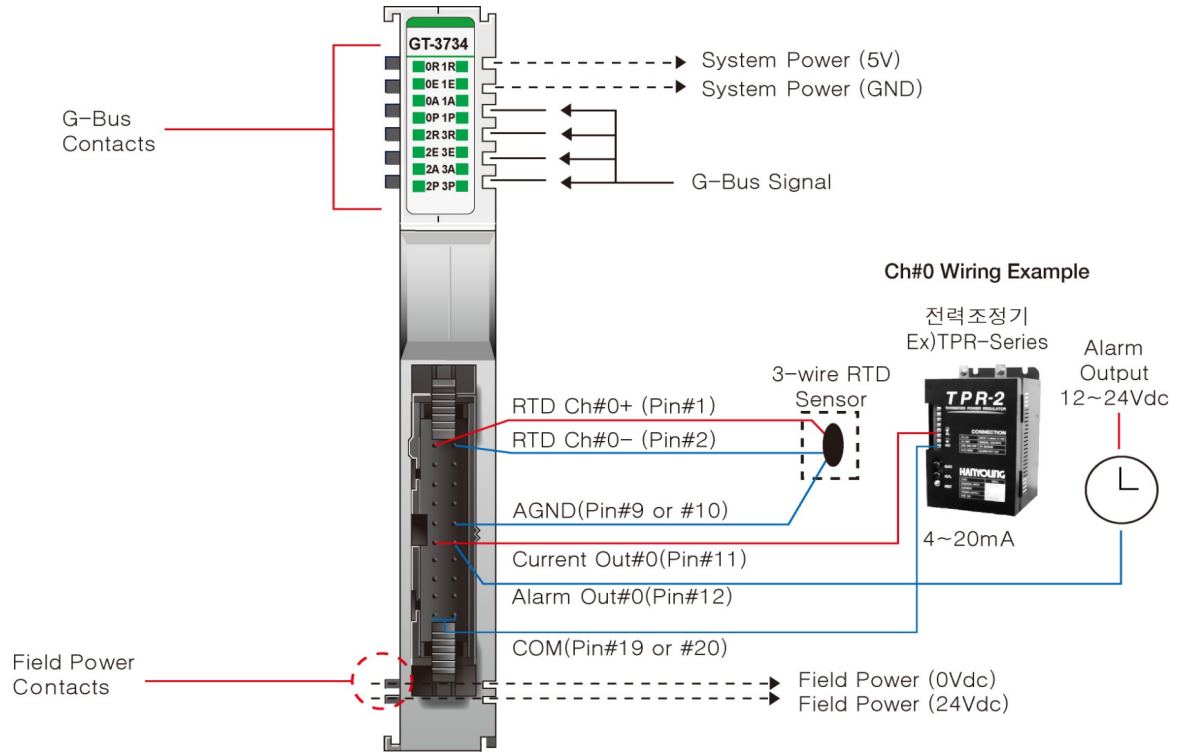 GT-3734
0R 1R
0E 1E
0A 1A
0P 1P
2R 3R
2E 3E
2A 3A
2P 3P
System Power (5V)
System Power (GND)
G-Bus
Contacts
G-Bus Signal
Ch#0 Wiring Example
전력조정기
Ex)TPR-Series
Alarm
Output
12~24Vdc
3-wire RTD
Sensor
TPR-2
CONNECTION
HANYOUNG
4~20mA
RTD Ch#0+ (Pin#1)
RTD Ch#0- (Pin#2)
AGND(Pin#9 or #10)
Current Out#0(Pin#11)
Alarm Out#0(Pin#12)
COM(Pin#19 or #20)
Field Power
Contacts
Field Power (0Vdc)
Field Power (24Vdc)